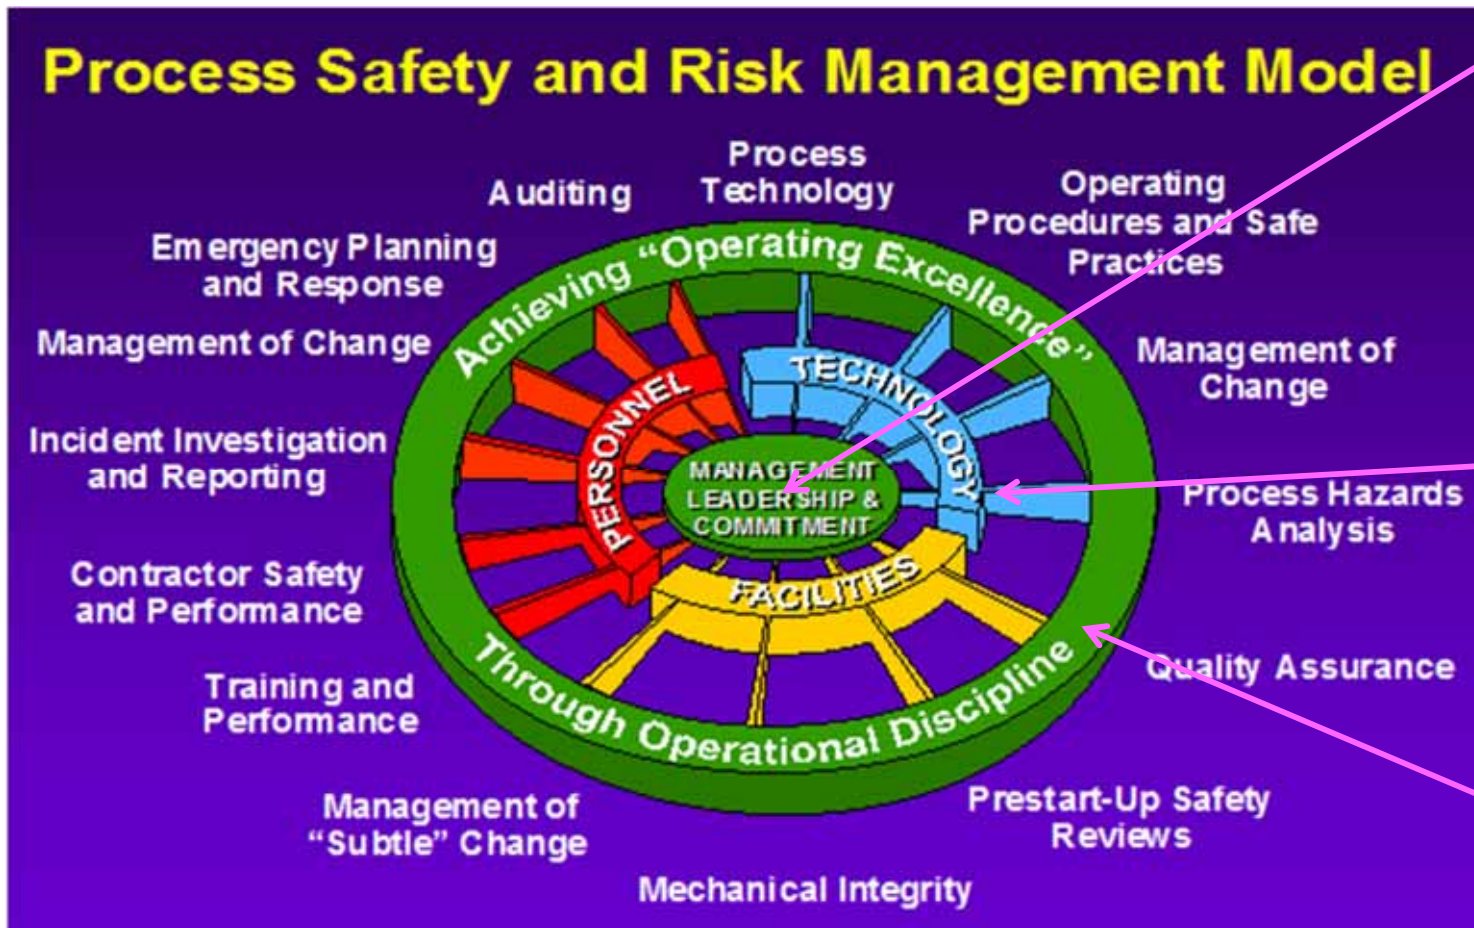 Process Safety and Risk Management Model
Process
Technology
Operating
Procedures and Safe
Practices
Management of
Change
Process Hazards
Analysis
Quality Assurance
Prestart-Up Safety
Reviews
Mechanical Integrity
Management of
“Subtle” Change
Training and
Performance
Contractor Safety
and Performance
Incident Investigation
and Reporting
Management of Change
Emergency Planning
and Response
Auditing
Achieving “Operating Excellence”
Through Operational Discipline
PERSONNEL
TECHNOLOGY
FACILITIES
MANAGEMENT
LEADERSHIP &
COMMITMENT